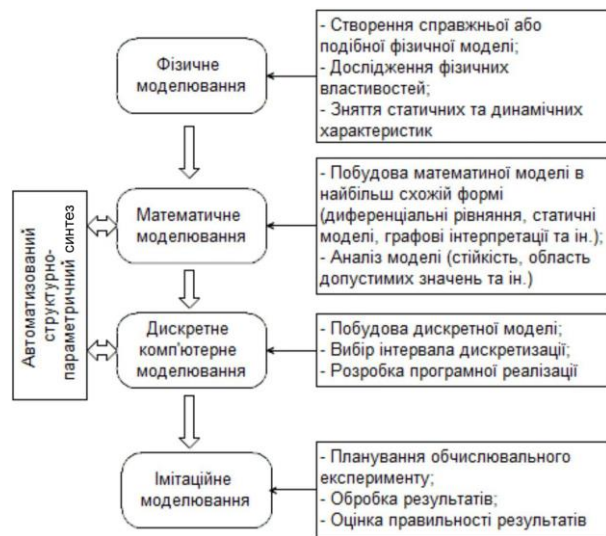 Фізичне
моделювання
- Створення справжньої або
подібної фізичної моделі;
- Дослідження фізичних
властивостей;
- Зняття статичних та динамічних
характеристик
Автоматизований
структурно-
параметричний синтез
Математичне
моделювання
- Побудова математиної моделі в
найбільш схожій формі
(диференціальні рівняння, статичні
моделі, графові інтерпретації та ін.);
- Аналіз моделі (стійкість, область
допустимих значень та ін.)
Дискретне
комп'ютерне
моделювання
- Побудова дискретної моделі;
- Вибір інтервала дискретизації;
- Розробка програмної реалізації
Імітаційне
моделювання
- Планування обчислювального
експерименту;
- Обробка результатів;
- Оцінка правильності результатів